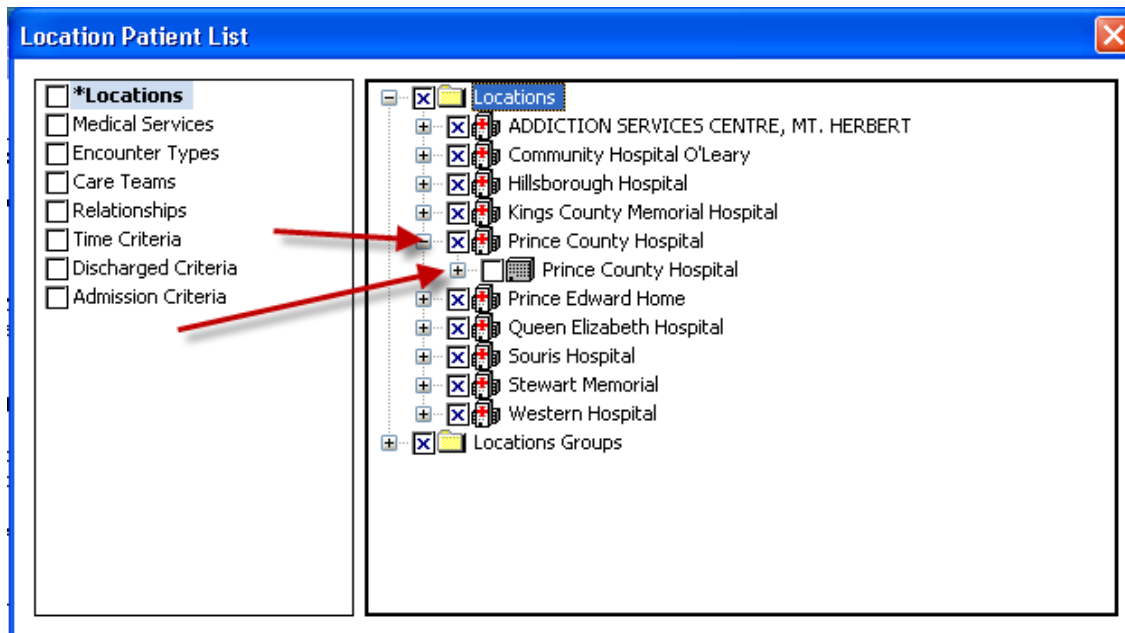 Location Patient List
*Locations
Medical Services
Encounter Types
Care Teams
Relationships
Time Criteria
Discharged Criteria
Admission Criteria
Locations
ADDICTION SERVICES CENTRE, MT. HERBERT
Community Hospital O'Leary
Hillsborough Hospital
Kings County Memorial Hospital
Prince County Hospital
Prince County Hospital
Prince Edward Home
Queen Elizabeth Hospital
Souris Hospital
Stewart Memorial
Western Hospital
Locations Groups